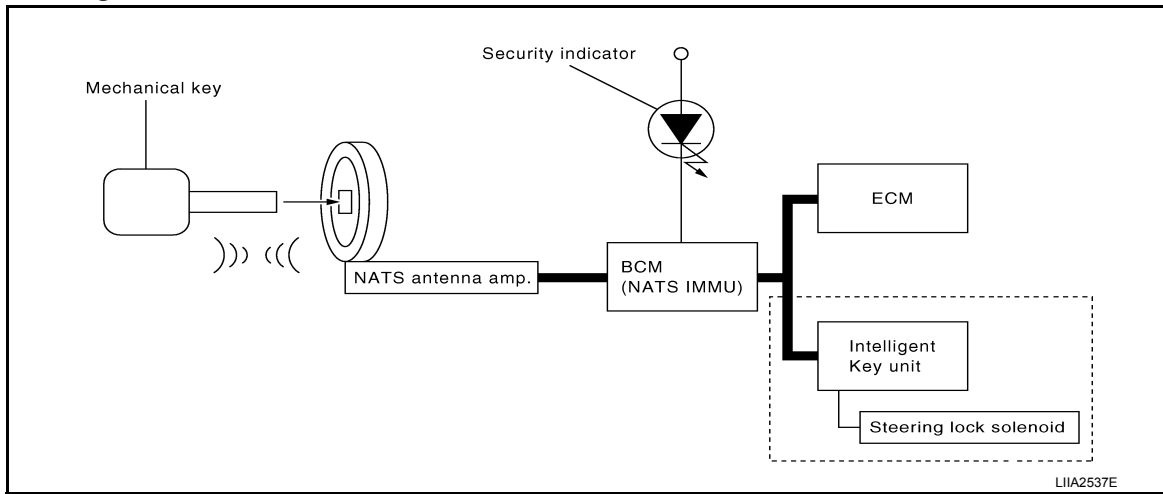 Security indicator
Mechanical key
ECM
NATS antenna amp.
BCM
(NATS IMMU)
Intelligent
Key unit
Steering lock solenoid
LIIA2537E